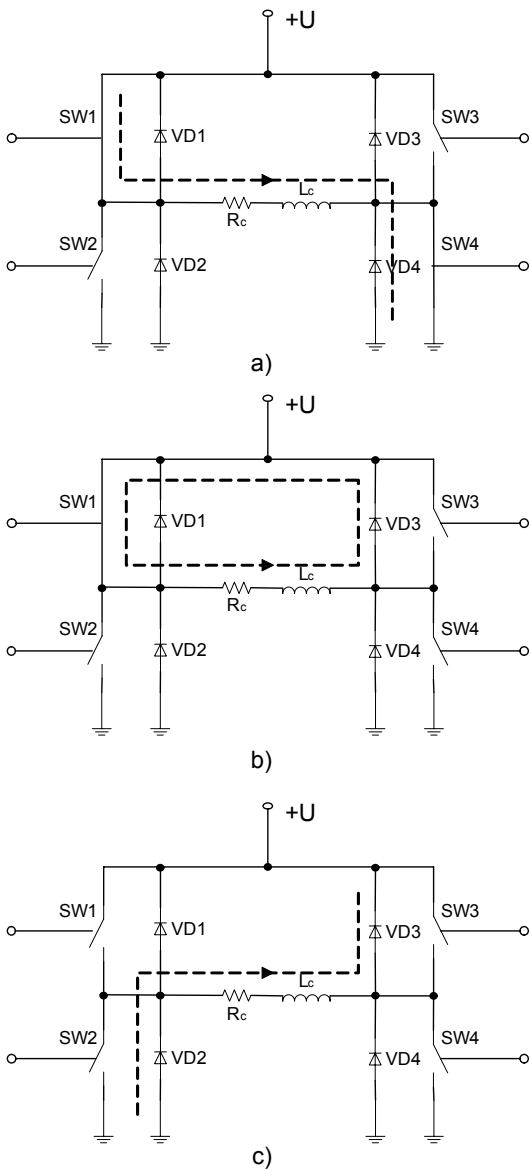 +U
SW1 SW3
VD1 VD3
Lc
Rc
SW2 SW4
VD2 VD4
a)
+U
SW1 SW3
VD1 VD3
Lc
Rc
SW2 SW4
VD2 VD4
b)
+U
SW1 SW3
VD1 VD3
Lc
Rc
SW2 SW4
VD2 VD4
c)